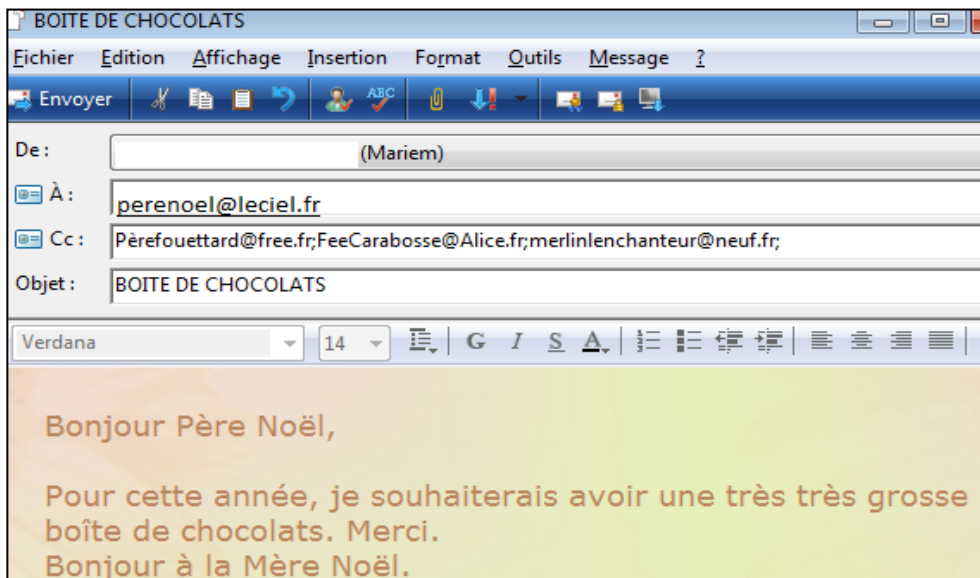 BOITE DE CHOCOLATS
Fichier Edition Affichage Insertion Format Outils Message ?
Envoyer ABC
De : (Mariem)
À : perenoel@leciel.fr
Cc : Pèrefouettard@free.fr;FeeCarabosse@Alice.fr;merlinlenchanteur@neuf.fr;
Objet : BOITE DE CHOCOLATS
Verdana 14 G I S A
Bonjour Père Noël,
Pour cette année, je souhaiterais avoir une très très grosse
boîte de chocolats. Merci.
Bonjour à la Mère Noël.